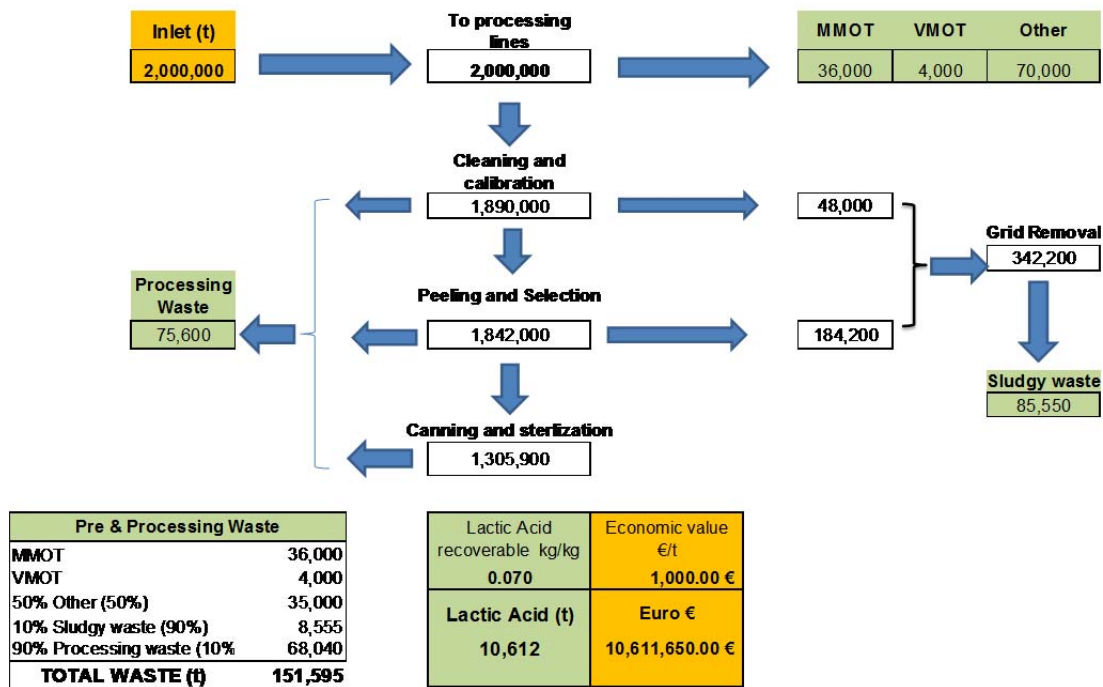 Inlet (t)
2,000,000
To processing
lines
2,000,000
MMOT VMOT Other
36,000 4,000 70,000
Cleaning and
calibration
1,890,000
48,000
Grid Removal
342,200
Processing
Waste
75,600
Peeling and Selection
1,842,000
184,200
Sludgy waste
85,550
Canning and sterlization
1,305,900
Pre & Processing Waste
MMOT 36,000
VMOT 4,000
50% Other (50%) 35,000
10% Sludgy waste (90%) 8,555
90% Processing waste (10% 68,040
TOTAL WASTE (t) 151,595
Lactic Acid
recoverable kg/kg
0.070
Economic value
€/t
1,000.00 €
Lactic Acid (t)
10,612
Euro €
10,611,650.00 €